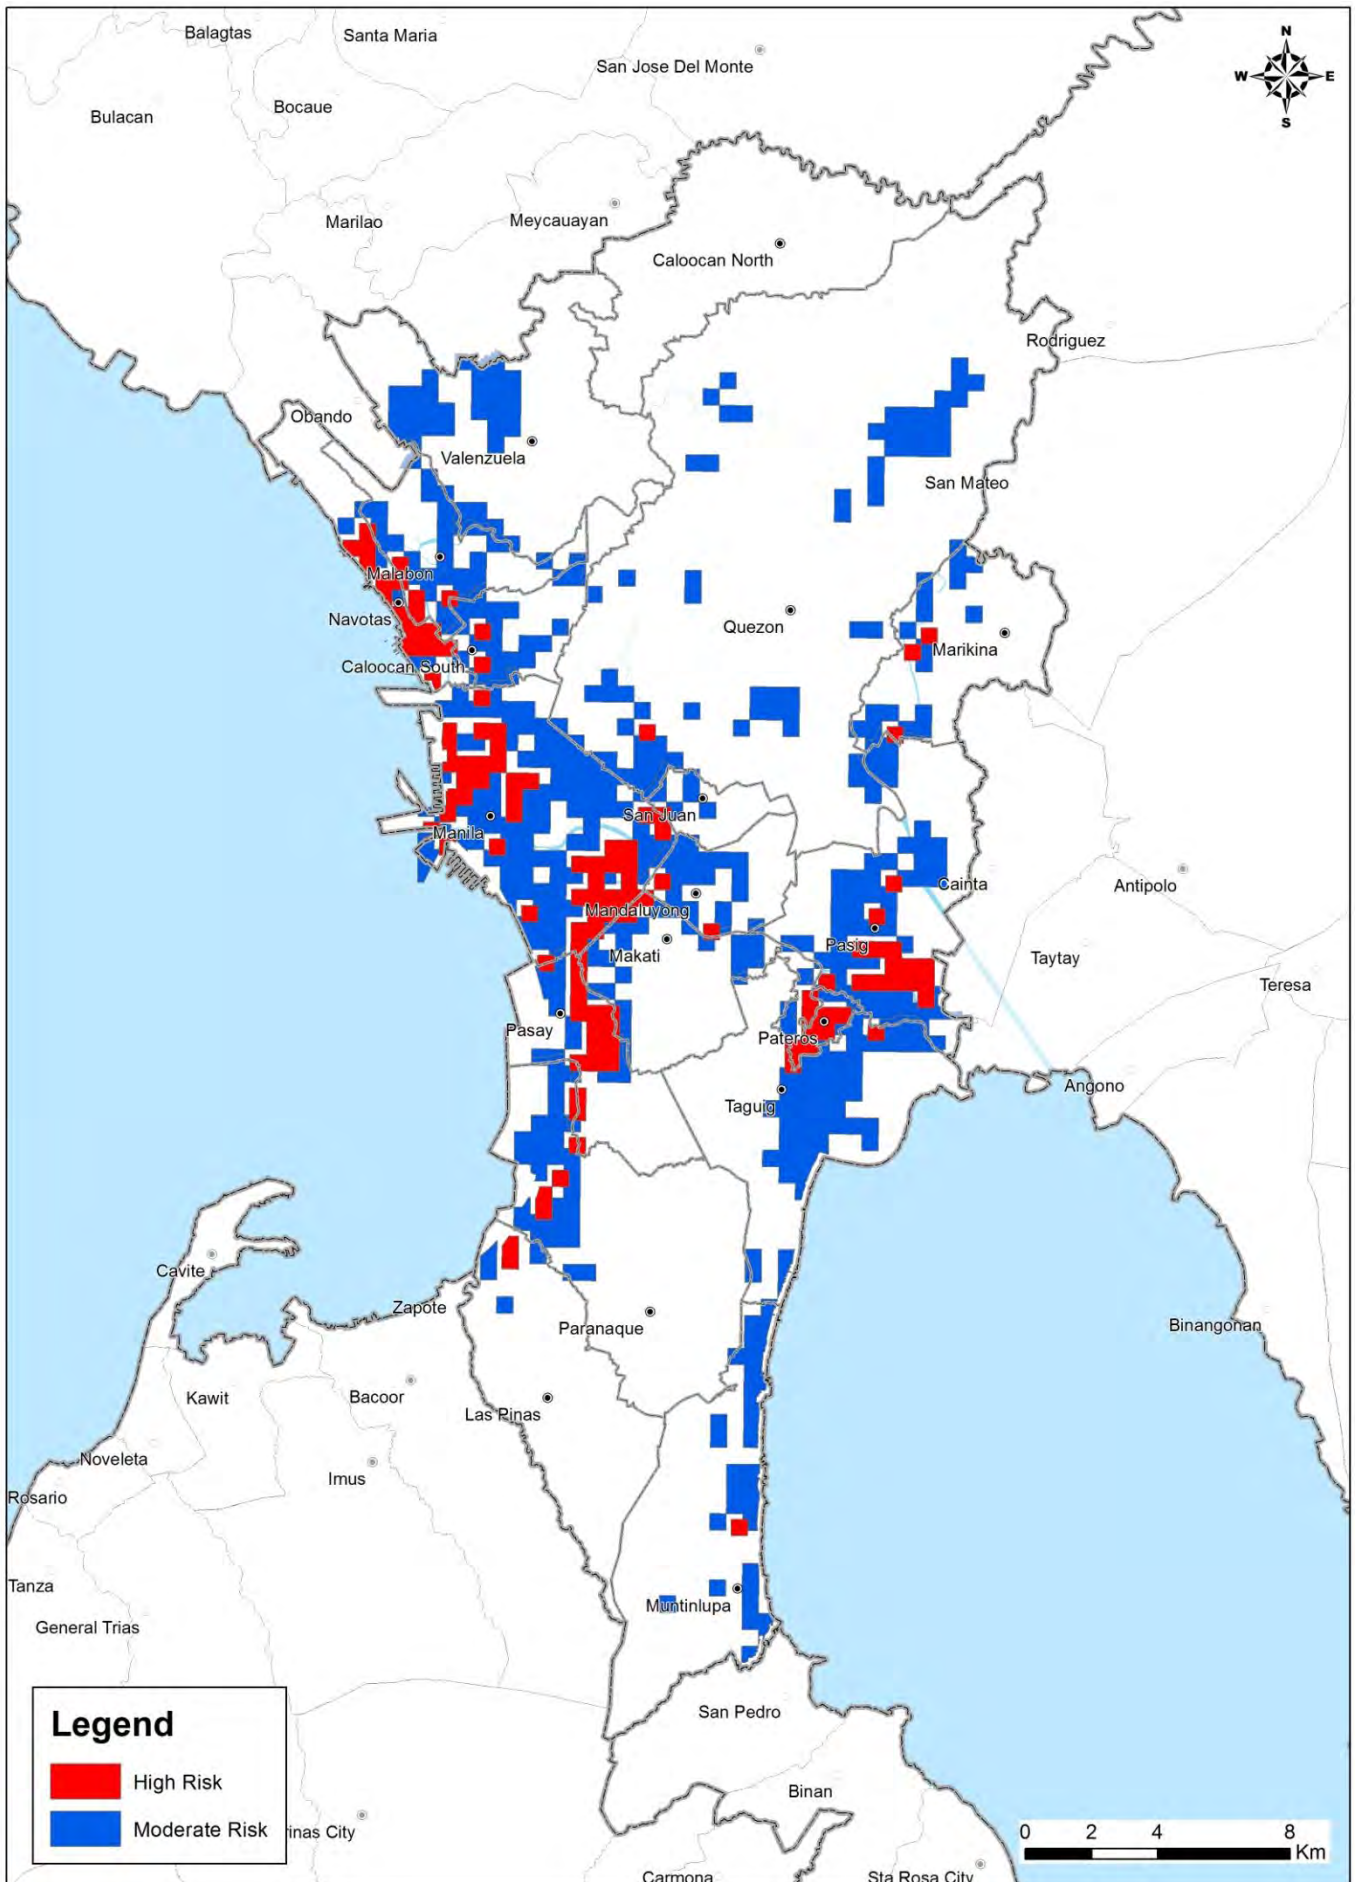 Balagtas
Santa Maria
San Jose Del Monte
N
W
E
S
Bulacan
Bocaue
Marilao
Meycauayan
Caloocan North
Rodriguez
Obando
Valenzuela
San Mateo
Malabon
Navotas
Quezon
Marikina
Caloocan South
San Juan
Manila
Cainta
Antipolo
Mandaluyong
Makati
Pasig
Taytay
Teresa
Pasay
Pateros
Angono
Taguig
Cavite
Zapote
Paranaque
Binangonan
Kawit
Bacoor
Las Pinas
Noveleta
Imus
Rosario
Tanza
Muntinlupa
General Trias
San Pedro
Legend
High Risk
Binan
Moderate Risk
rinas City
0 2 4 8
Km
Carmona
Sta Rosa City